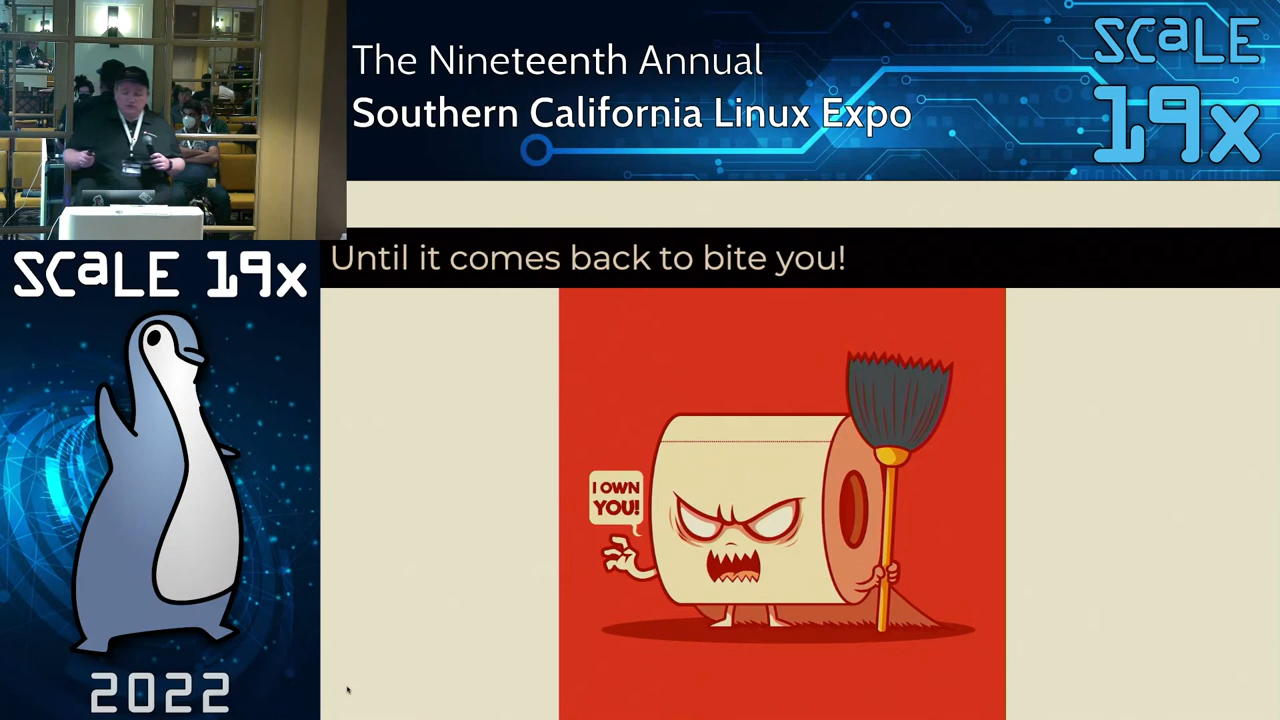 The Nineteenth Annual
Southern California Linux Expo
SCaLE
19x
Until it comes back to bite you!
SCaLE 19x
I OWN
YOU!
2022